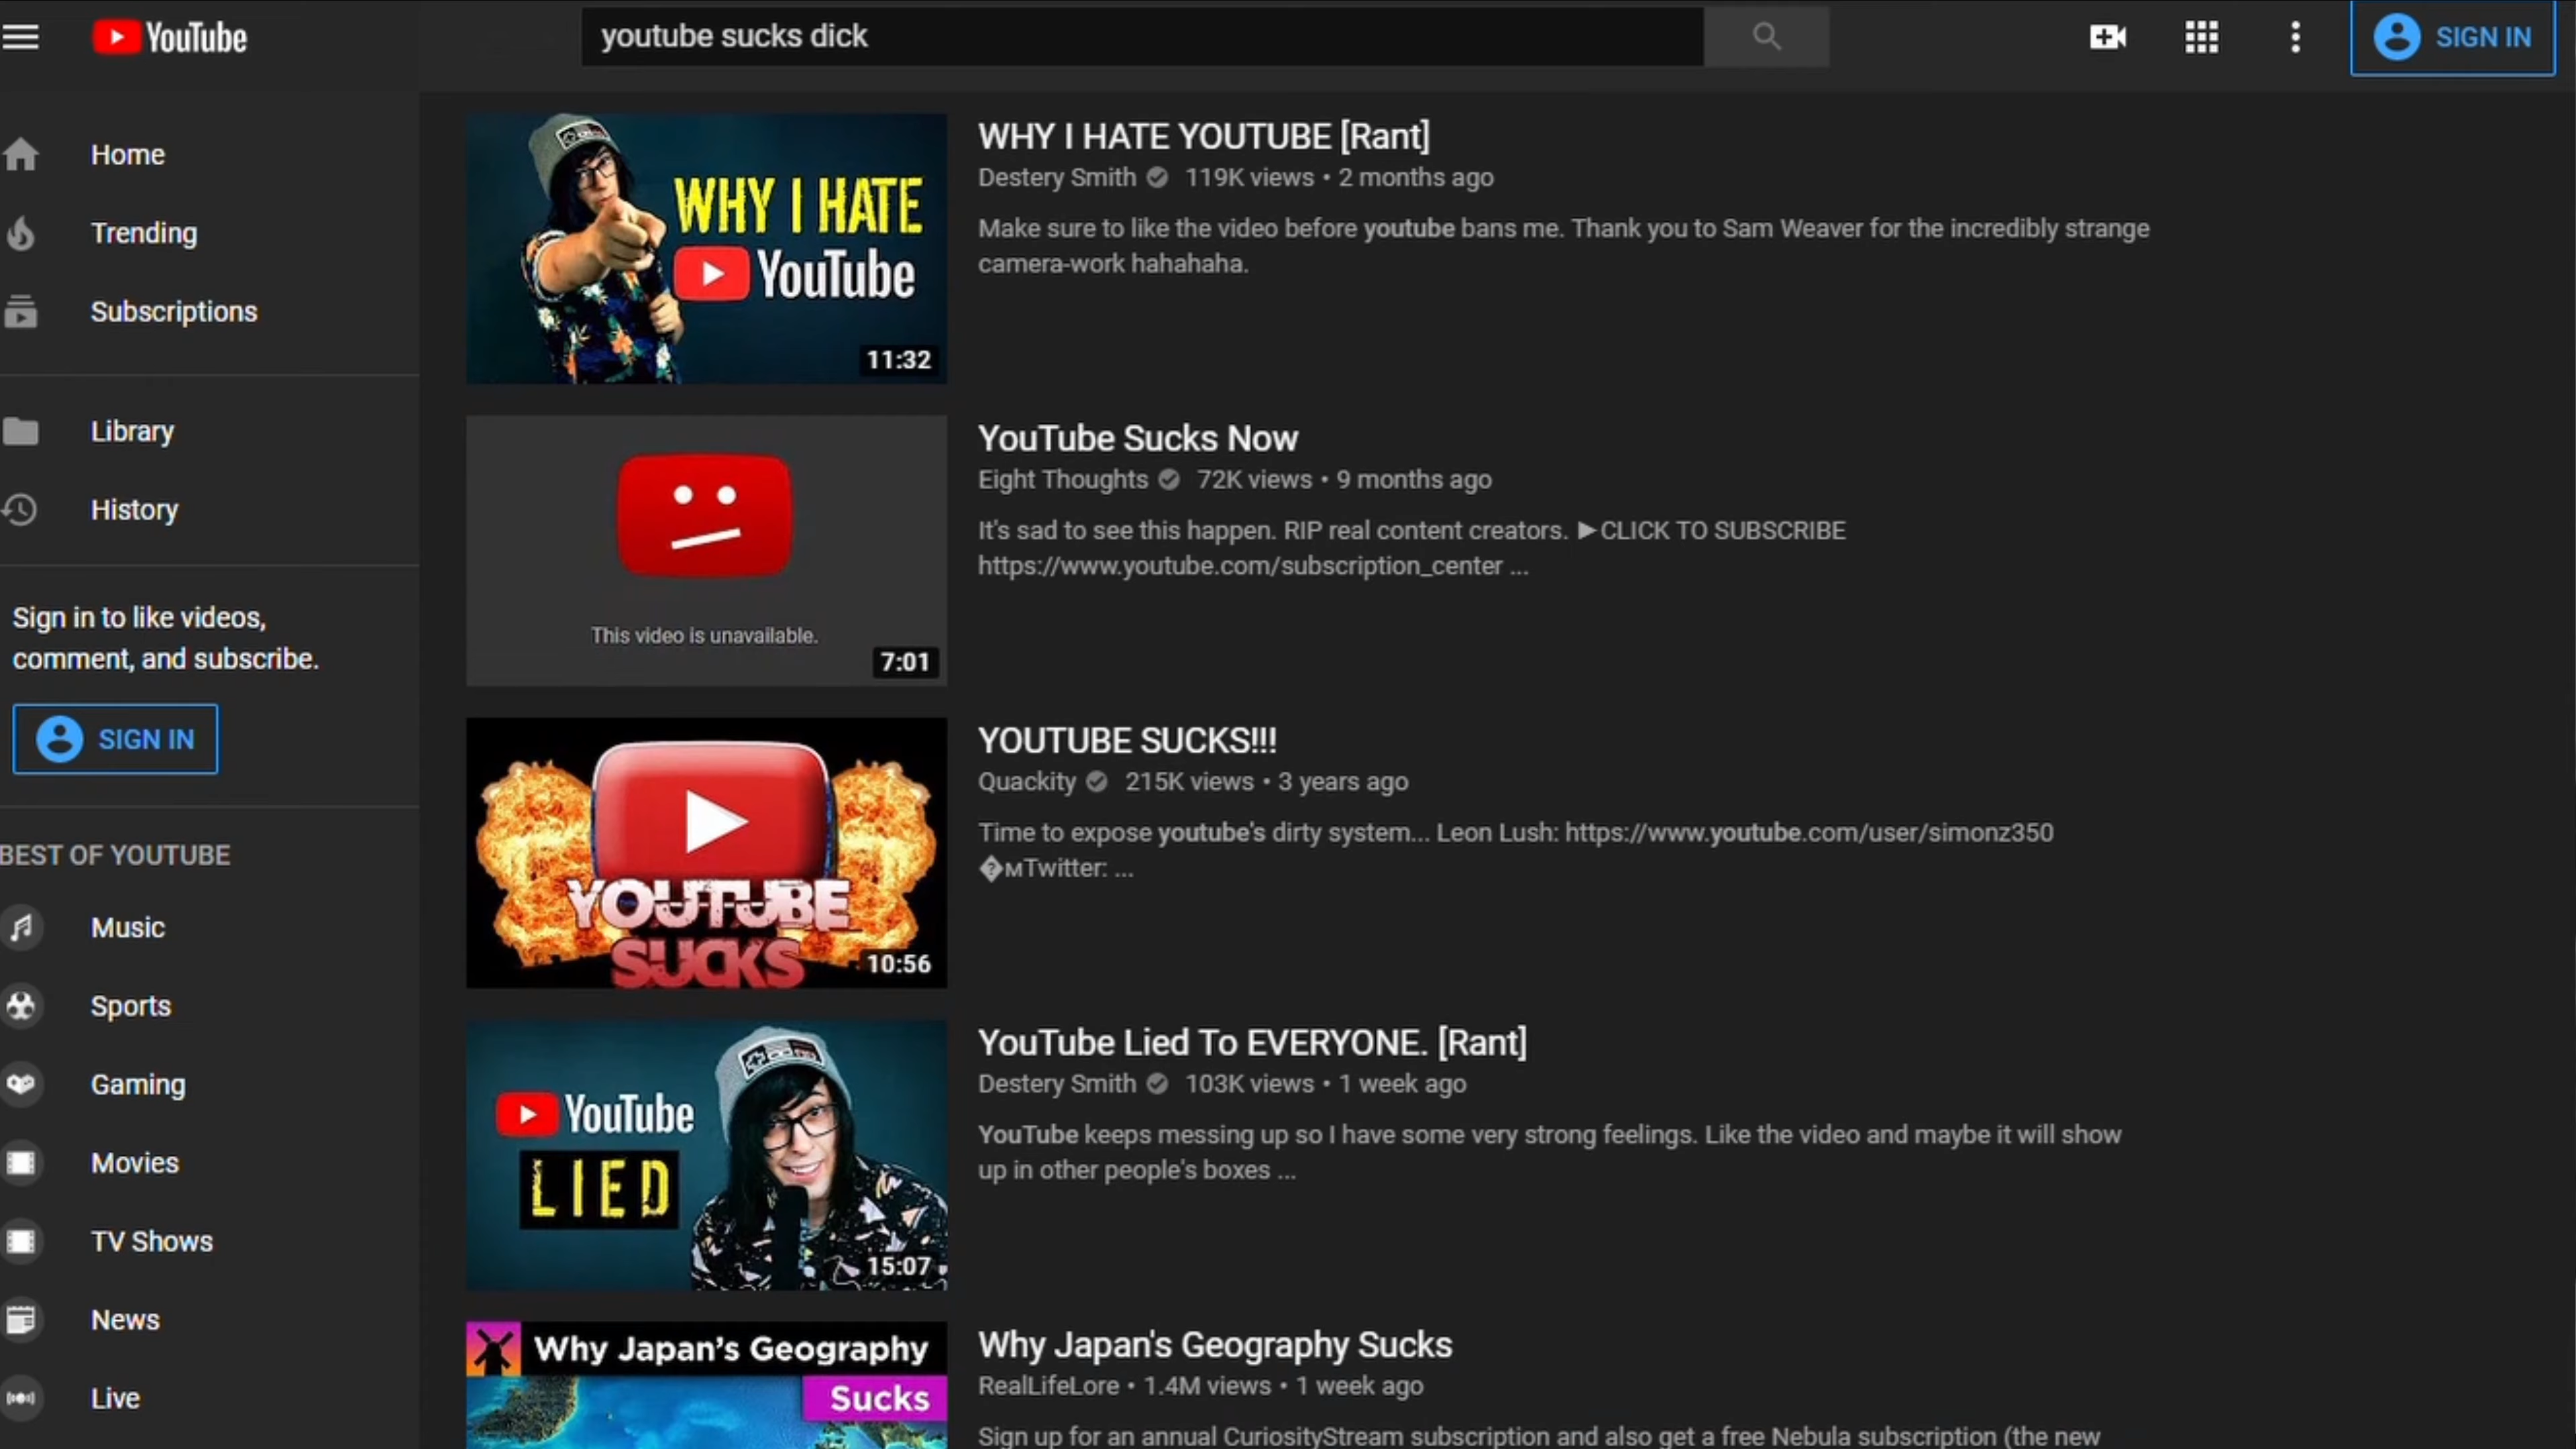 YouTube
youtube sucks dick
SIGN IN
Home
Trending
Subscriptions
Library
History
Sign in to like videos,
comment, and subscribe.
SIGN IN
BEST OF YOUTUBE
Music
Sports
Gaming
Movies
TV Shows
News
Live
WHY I HATE
YouTube
11:32
WHY I HATE YOUTUBE [Rant]
Destery Smith 119K views • 2 months ago
Make sure to like the video before youtube bans me. Thank you to Sam Weaver for the incredibly strange
camera-work hahahaha.
This video is unavailable.
7:01
YouTube Sucks Now
Eight Thoughts 72K views • 9 months ago
It's sad to see this happen. RIP real content creators. ►CLICK TO SUBSCRIBE
https://www.youtube.com/subscription_center ...
YOUTUBE
SUCKS
10:56
YOUTUBE SUCKS!!!
Quackity 215K views • 3 years ago
Time to expose youtube's dirty system... Leon Lush: https://www.youtube.com/user/simonz350
�мTwitter: ...
YouTube
LIED
15:07
YouTube Lied To EVERYONE. [Rant]
Destery Smith 103K views • 1 week ago
YouTube keeps messing up so I have some very strong feelings. Like the video and maybe it will show
up in other people's boxes ...
Why Japan's Geography
Sucks
Why Japan's Geography Sucks
RealLifeLore • 1.4M views • 1 week ago
Sign up for an annual CuriosityStream subscription and also get a free Nebula subscription (the new